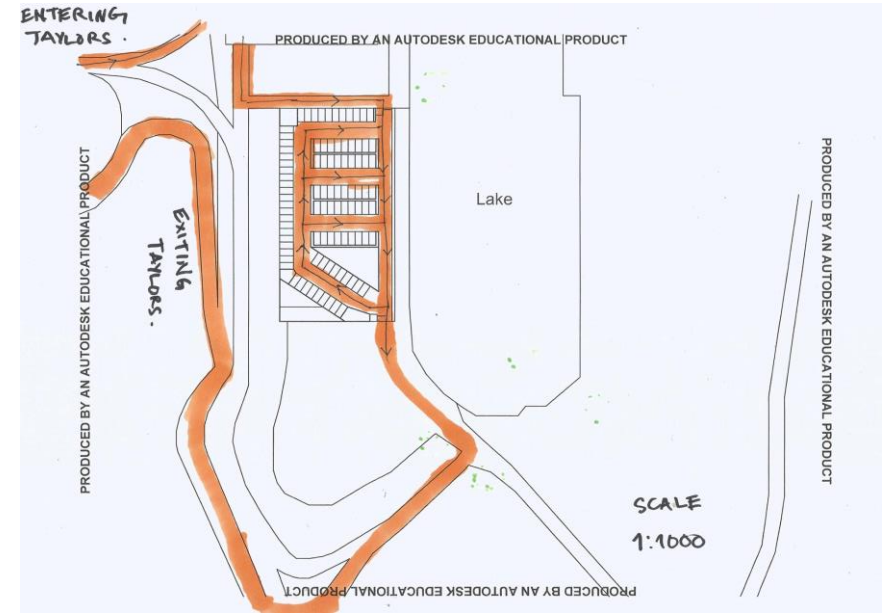 ENTERING
TAYLORS.
PRODUCED BY AN AUTODESK EDUCATIONAL PRODUCT
PRODUCED BY AN AUTODESK EDUCATIONAL PRODUCT
EXITING
TAYLORS.
Lake
PRODUCED BY AN AUTODESK EDUCATIONAL PRODUCT
SCALE
1:1000
PRODUCED BY AN AUTODESK EDUCATIONAL PRODUCT